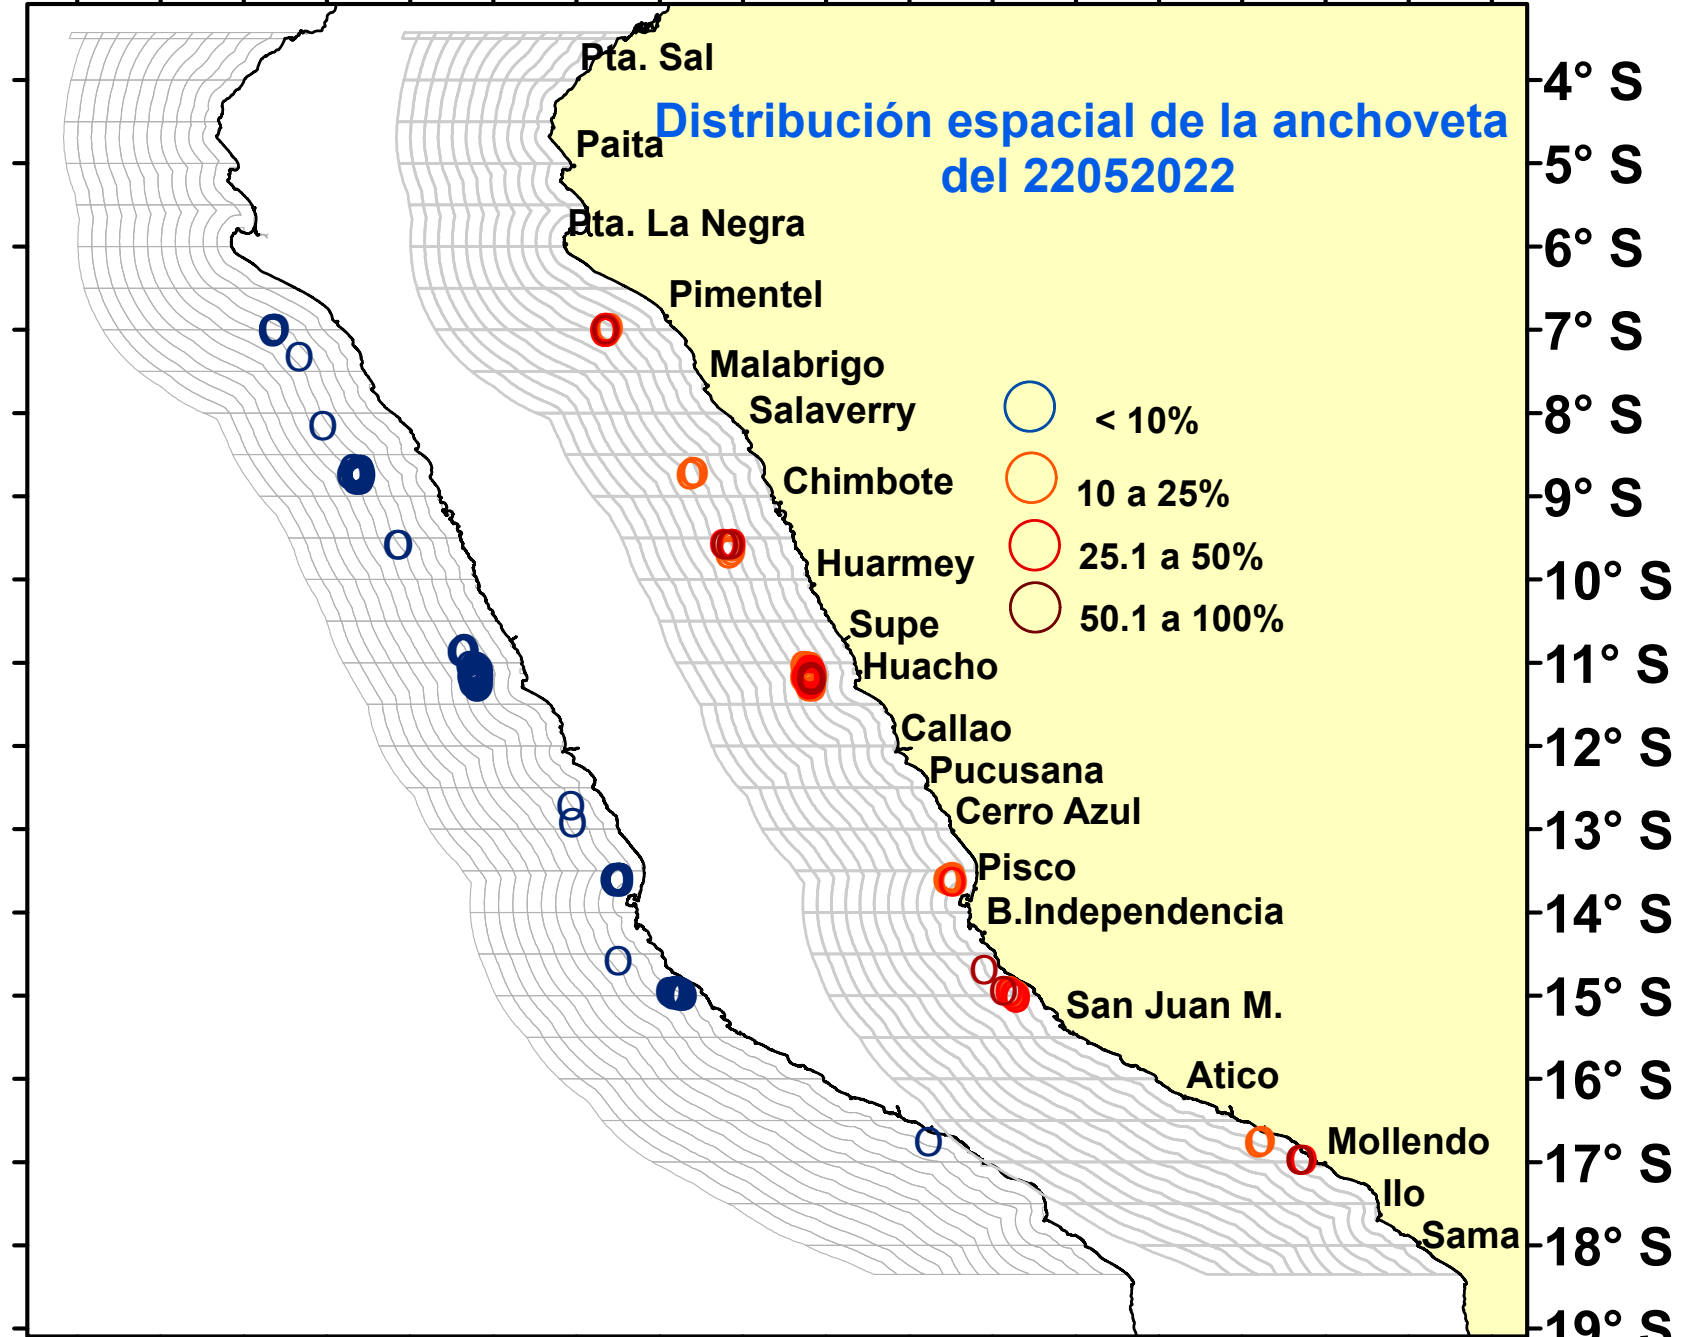 Pta. Sal
4° S
Distribución espacial de la anchoveta
del 22052022
Paita
5° S
Pta. La Negra
6° S
Pimentel
7° S
Malabrigo
Salaverry
8° S
< 10%
Chimbote
10 a 25%
9° S
Huarmey
25.1 a 50%
10° S
50.1 a 100%
Supe
Huacho
11° S
Callao
12° S
Pucusana
Cerro Azul
13° S
Pisco
B.Independencia
14° S
San Juan M.
15° S
Atico
16° S
Mollendo
17° S
Ilo
Sama
18° S
19° S